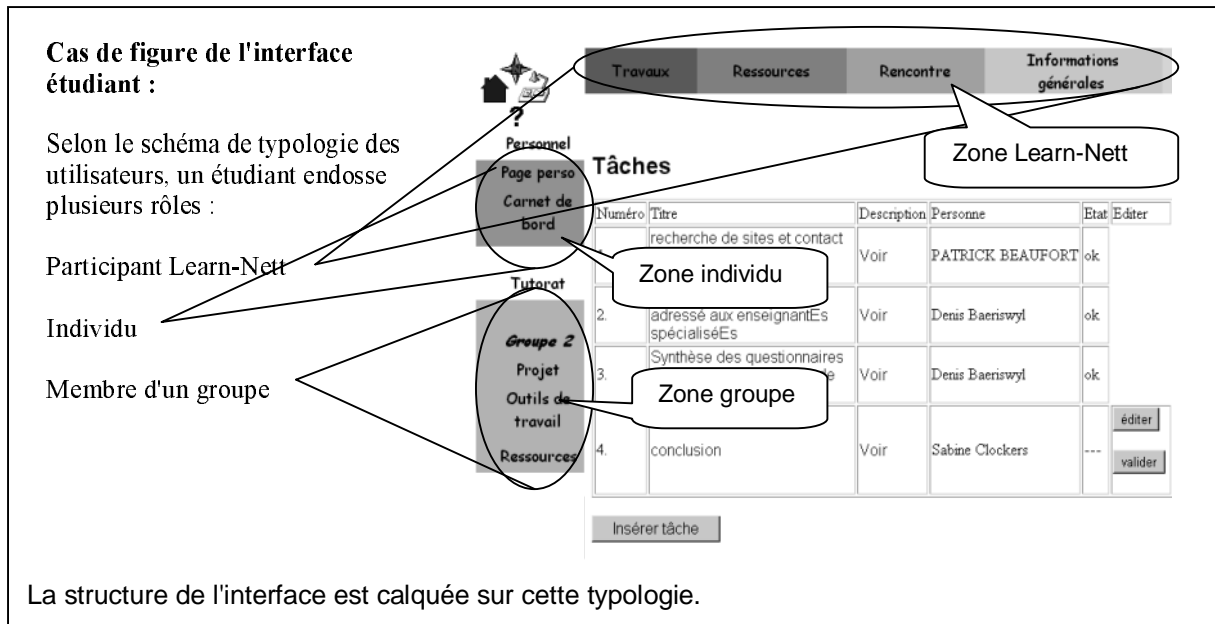 Cas de figure de l'interface
étudiant :
Selon le schéma de typologie des
utilisateurs, un étudiant endosse
plusieurs rôles :
Participant Learn-Nett
Individu
Membre d'un groupe
?
Travaux Ressources Rencontre Informations
générales
Zone Learn-Nett
Personnel
Page perso
Carnet de
bord
Zone individu
Tutorat
Groupe 2
Projet
Outils de
travail
Ressources
Zone groupe
Tâches
Numéro Titre Description Personne Etat Editer
recherche de sites et contact
Voir PATRICK BEAUFORT ok
2. adressé aux enseignantEs
spécialiséEs Voir Denis Baeriswyl ok
3. Synthèse des questionnaires
Voir Denis Baeriswyl ok
4. conclusion Voir Sabine Clockers --- éditer
valider
Insérer tâche
La structure de l'interface est calquée sur cette typologie.